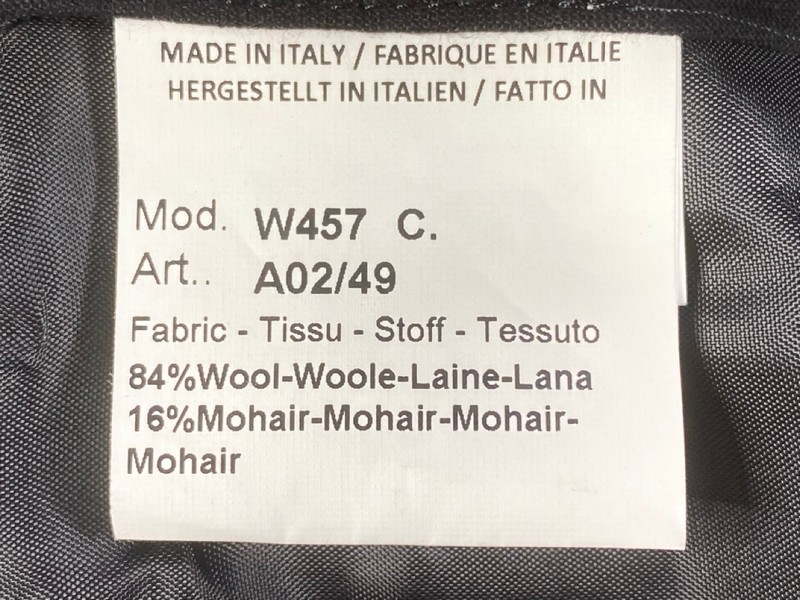 MADE IN ITALY / FABRIQUE EN ITALIE
HERGESTELLT IN ITALIEN / FATTO IN
Mod. W457 C.
Art.. A02/49
Fabric - Tissu - Stoff - Tessuto
84%Wool-Woole-Laine-Lana
16%Mohair-Mohair-Mohair-
Mohair